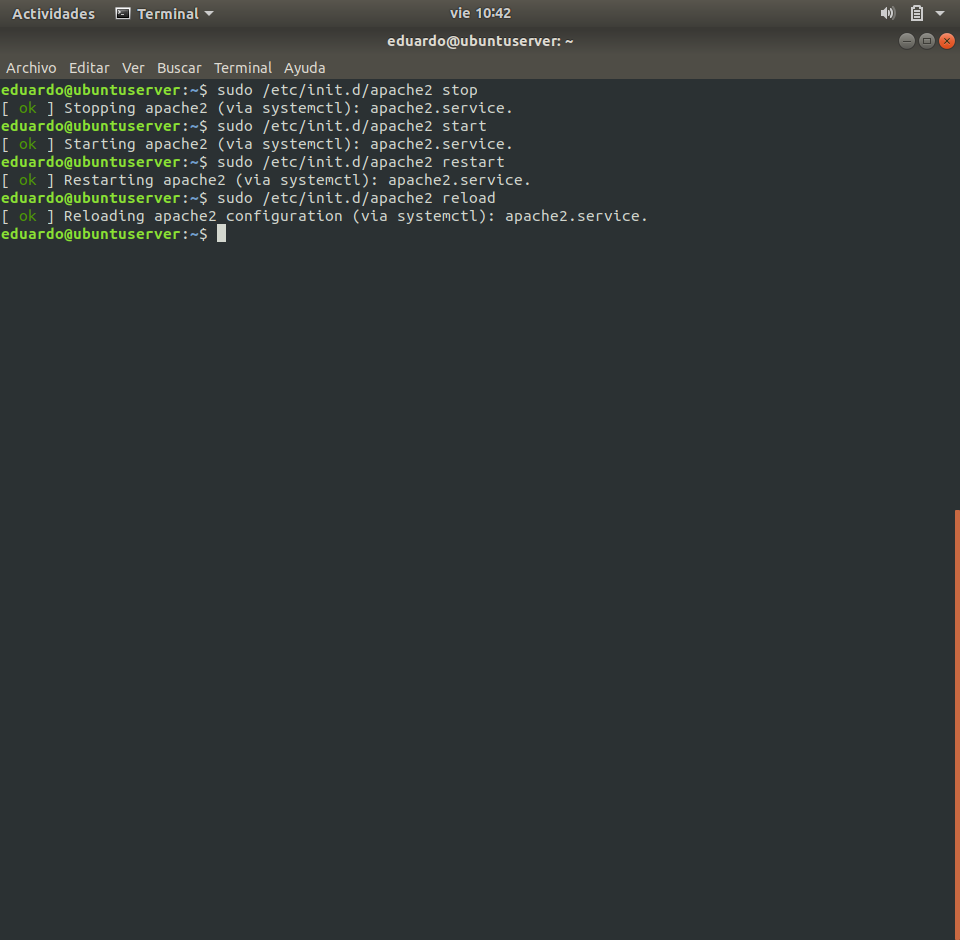 Actividades Terminal vie 10:42
eduardo@ubuntuserver: ~
Archivo Editar Ver Buscar Terminal Ayuda
eduardo@ubuntuserver:~$ sudo /etc/init.d/apache2 stop
[ ok ] Stopping apache2 (via systemctl): apache2.service.
eduardo@ubuntuserver:~$ sudo /etc/init.d/apache2 start
[ ok ] Starting apache2 (via systemctl): apache2.service.
eduardo@ubuntuserver:~$ sudo /etc/init.d/apache2 restart
[ ok ] Restarting apache2 (via systemctl): apache2.service.
eduardo@ubuntuserver:~$ sudo /etc/init.d/apache2 reload
[ ok ] Reloading apache2 configuration (via systemctl): apache2.service.
eduardo@ubuntuserver:~$